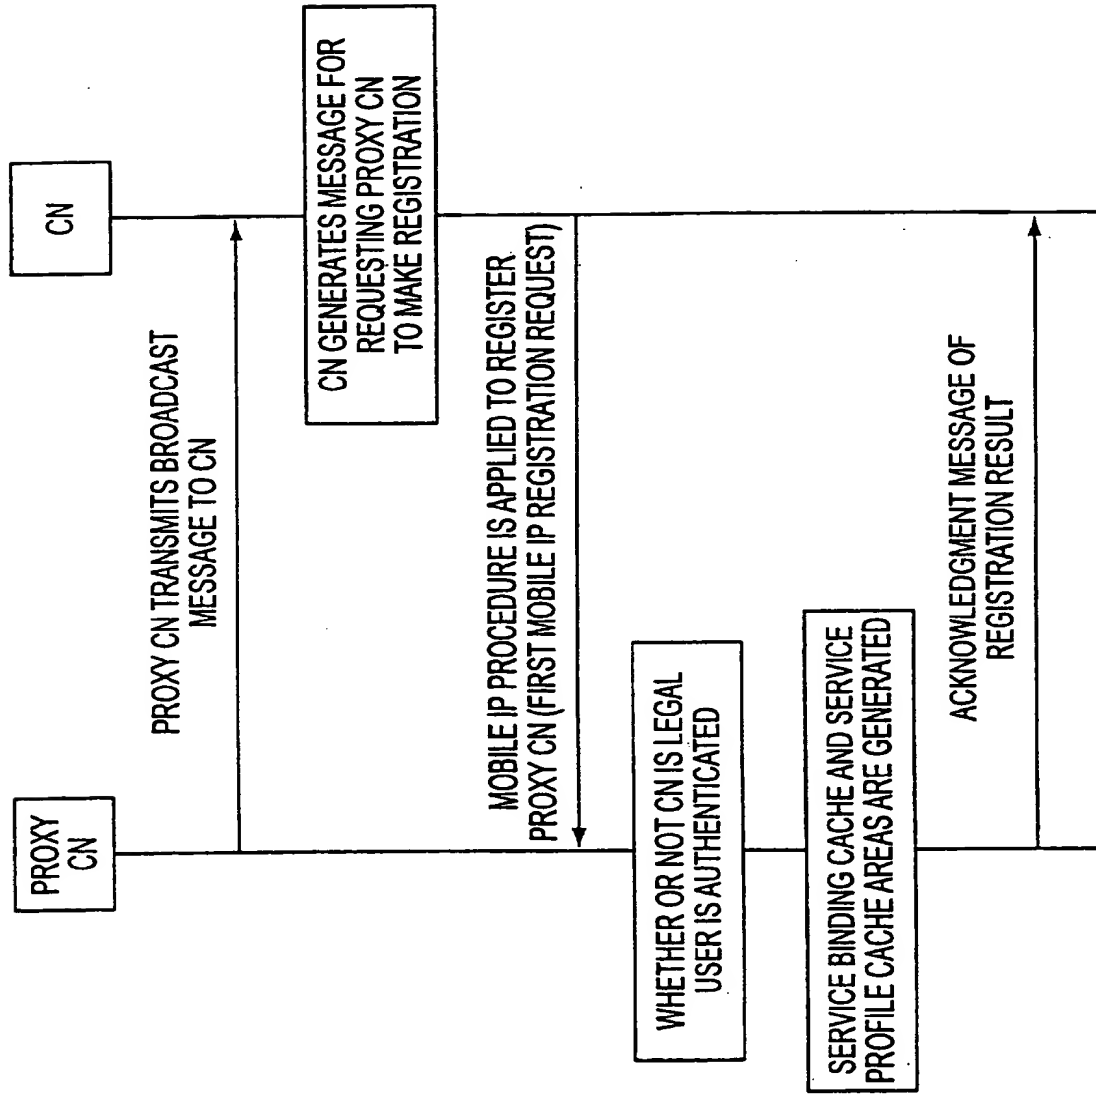 PROXY
CN
CN
PROXY CN TRANSMITS BROADCAST
MESSAGE TO CN
CN GENERATES MESSAGE FOR
REQUESTING PROXY CN
TO MAKE REGISTRATION
MOBILE IP PROCEDURE IS APPLIED TO REGISTER
PROXY CN (FIRST MOBILE IP REGISTRATION REQUEST)
WHETHER OR NOT CN IS LEGAL
USER IS AUTHENTICATED
SERVICE BINDING CACHE AND SERVICE
PROFILE CACHE AREAS ARE GENERATED
ACKNOWLEDGMENT MESSAGE OF
REGISTRATION RESULT